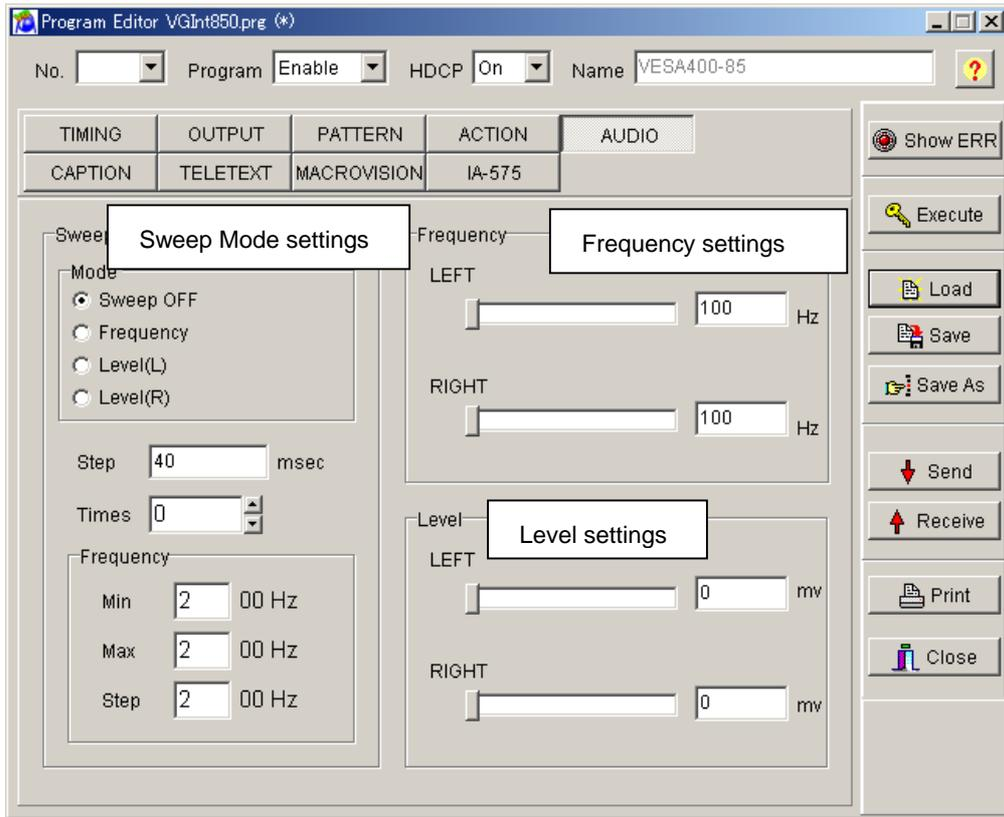 Program Editor VGInt850.prg (*)
No. Program Enable HDCP On Name VESA400-85 ?
TIMING OUTPUT PATTERN ACTION AUDIO
CAPTION TELETEXT MACROVISION IA-575
Show ERR
Execute
Load
Save
Save As
Send
Receive
Print
Close
Sweep Mode settings
Mode
Sweep OFF
Frequency
Level(L)
Level(R)
Step 40 msec
Times 0
Frequency
Min 2 00 Hz
Max 2 00 Hz
Step 2 00 Hz
Frequency
Frequency settings
LEFT
100 Hz
RIGHT
100 Hz
Level
Level settings
LEFT
0 mv
RIGHT
0 mv